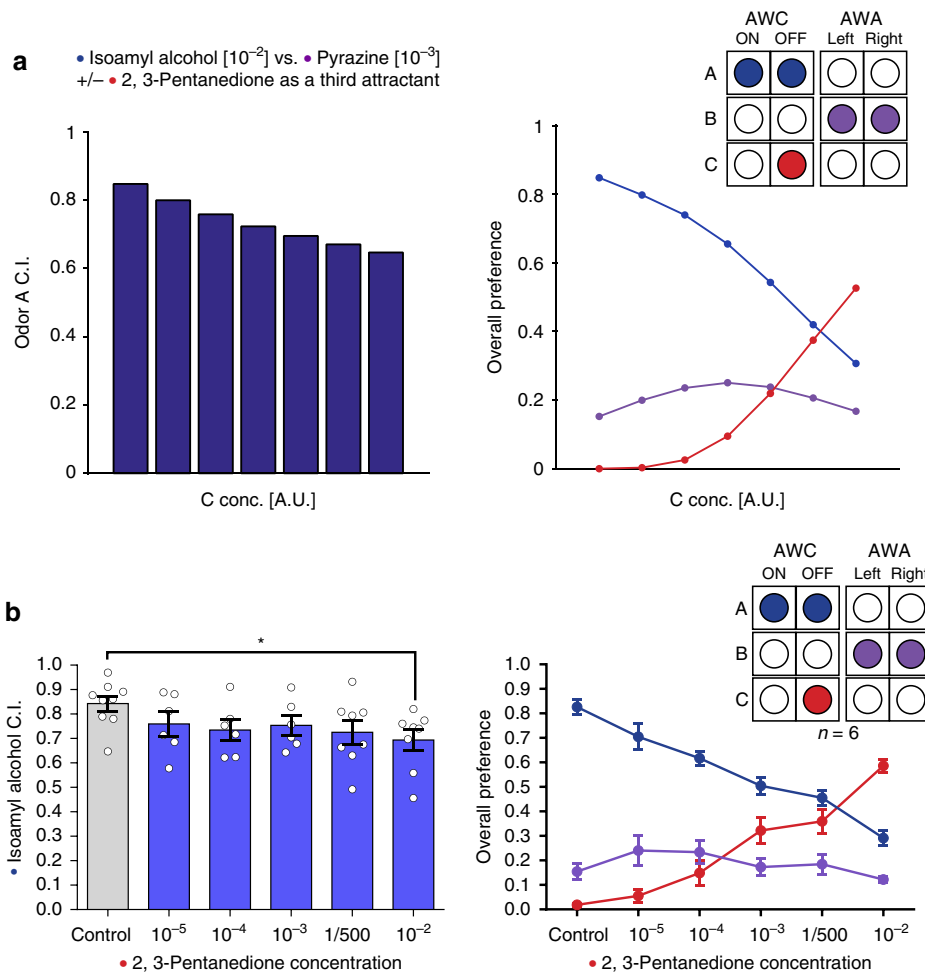 a
• Isoamyl alcohol [10⁻²] vs. • Pyrazine [10⁻³]
+/– • 2, 3-Pentanedione as a third attractant
Odor A C.I.
1
0.8
0.6
0.4
0.2
0
C conc. [A.U.]
AWC AWA
ON OFF Left Right
A
B
C
Overall preference
1
0.8
0.6
0.4
0.2
0
C conc. [A.U.]
b
*
• Isoamyl alcohol C.I.
1.0
0.9
0.8
0.7
0.6
0.5
0.4
0.3
0.2
0.1
0.0
Control 10⁻⁵ 10⁻⁴ 10⁻³ 1/500 10⁻²
• 2, 3-Pentanedione concentration
AWC AWA
ON OFF Left Right
A
B
C
n = 6
Overall preference
1.0
0.9
0.8
0.7
0.6
0.5
0.4
0.3
0.2
0.1
0.0
Control 10⁻⁵ 10⁻⁴ 10⁻³ 1/500 10⁻²
• 2, 3-Pentanedione concentration